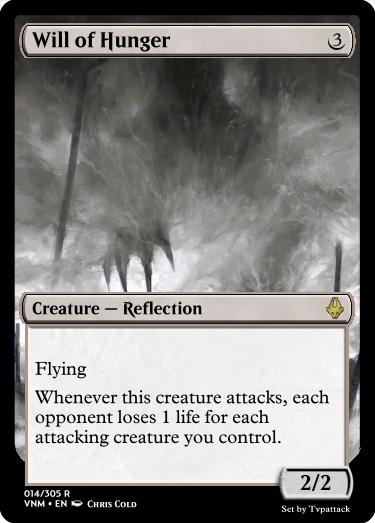 Will of Hunger
3
Creature — Reflection
Flying
Whenever this creature attacks, each
opponent loses 1 life for each
attacking creature you control.
2/2
014/305 R
VNM • EN Chris Cold
Set by Tvpattack